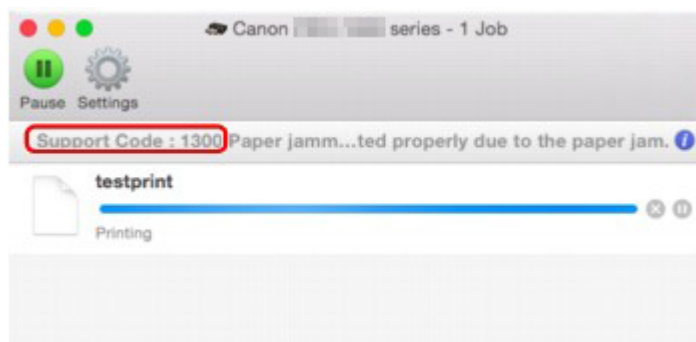 Canon series - 1 Job
Pause Settings
Support Code : 1300 Paper jamm...ted properly due to the paper jam.
testprint
Printing